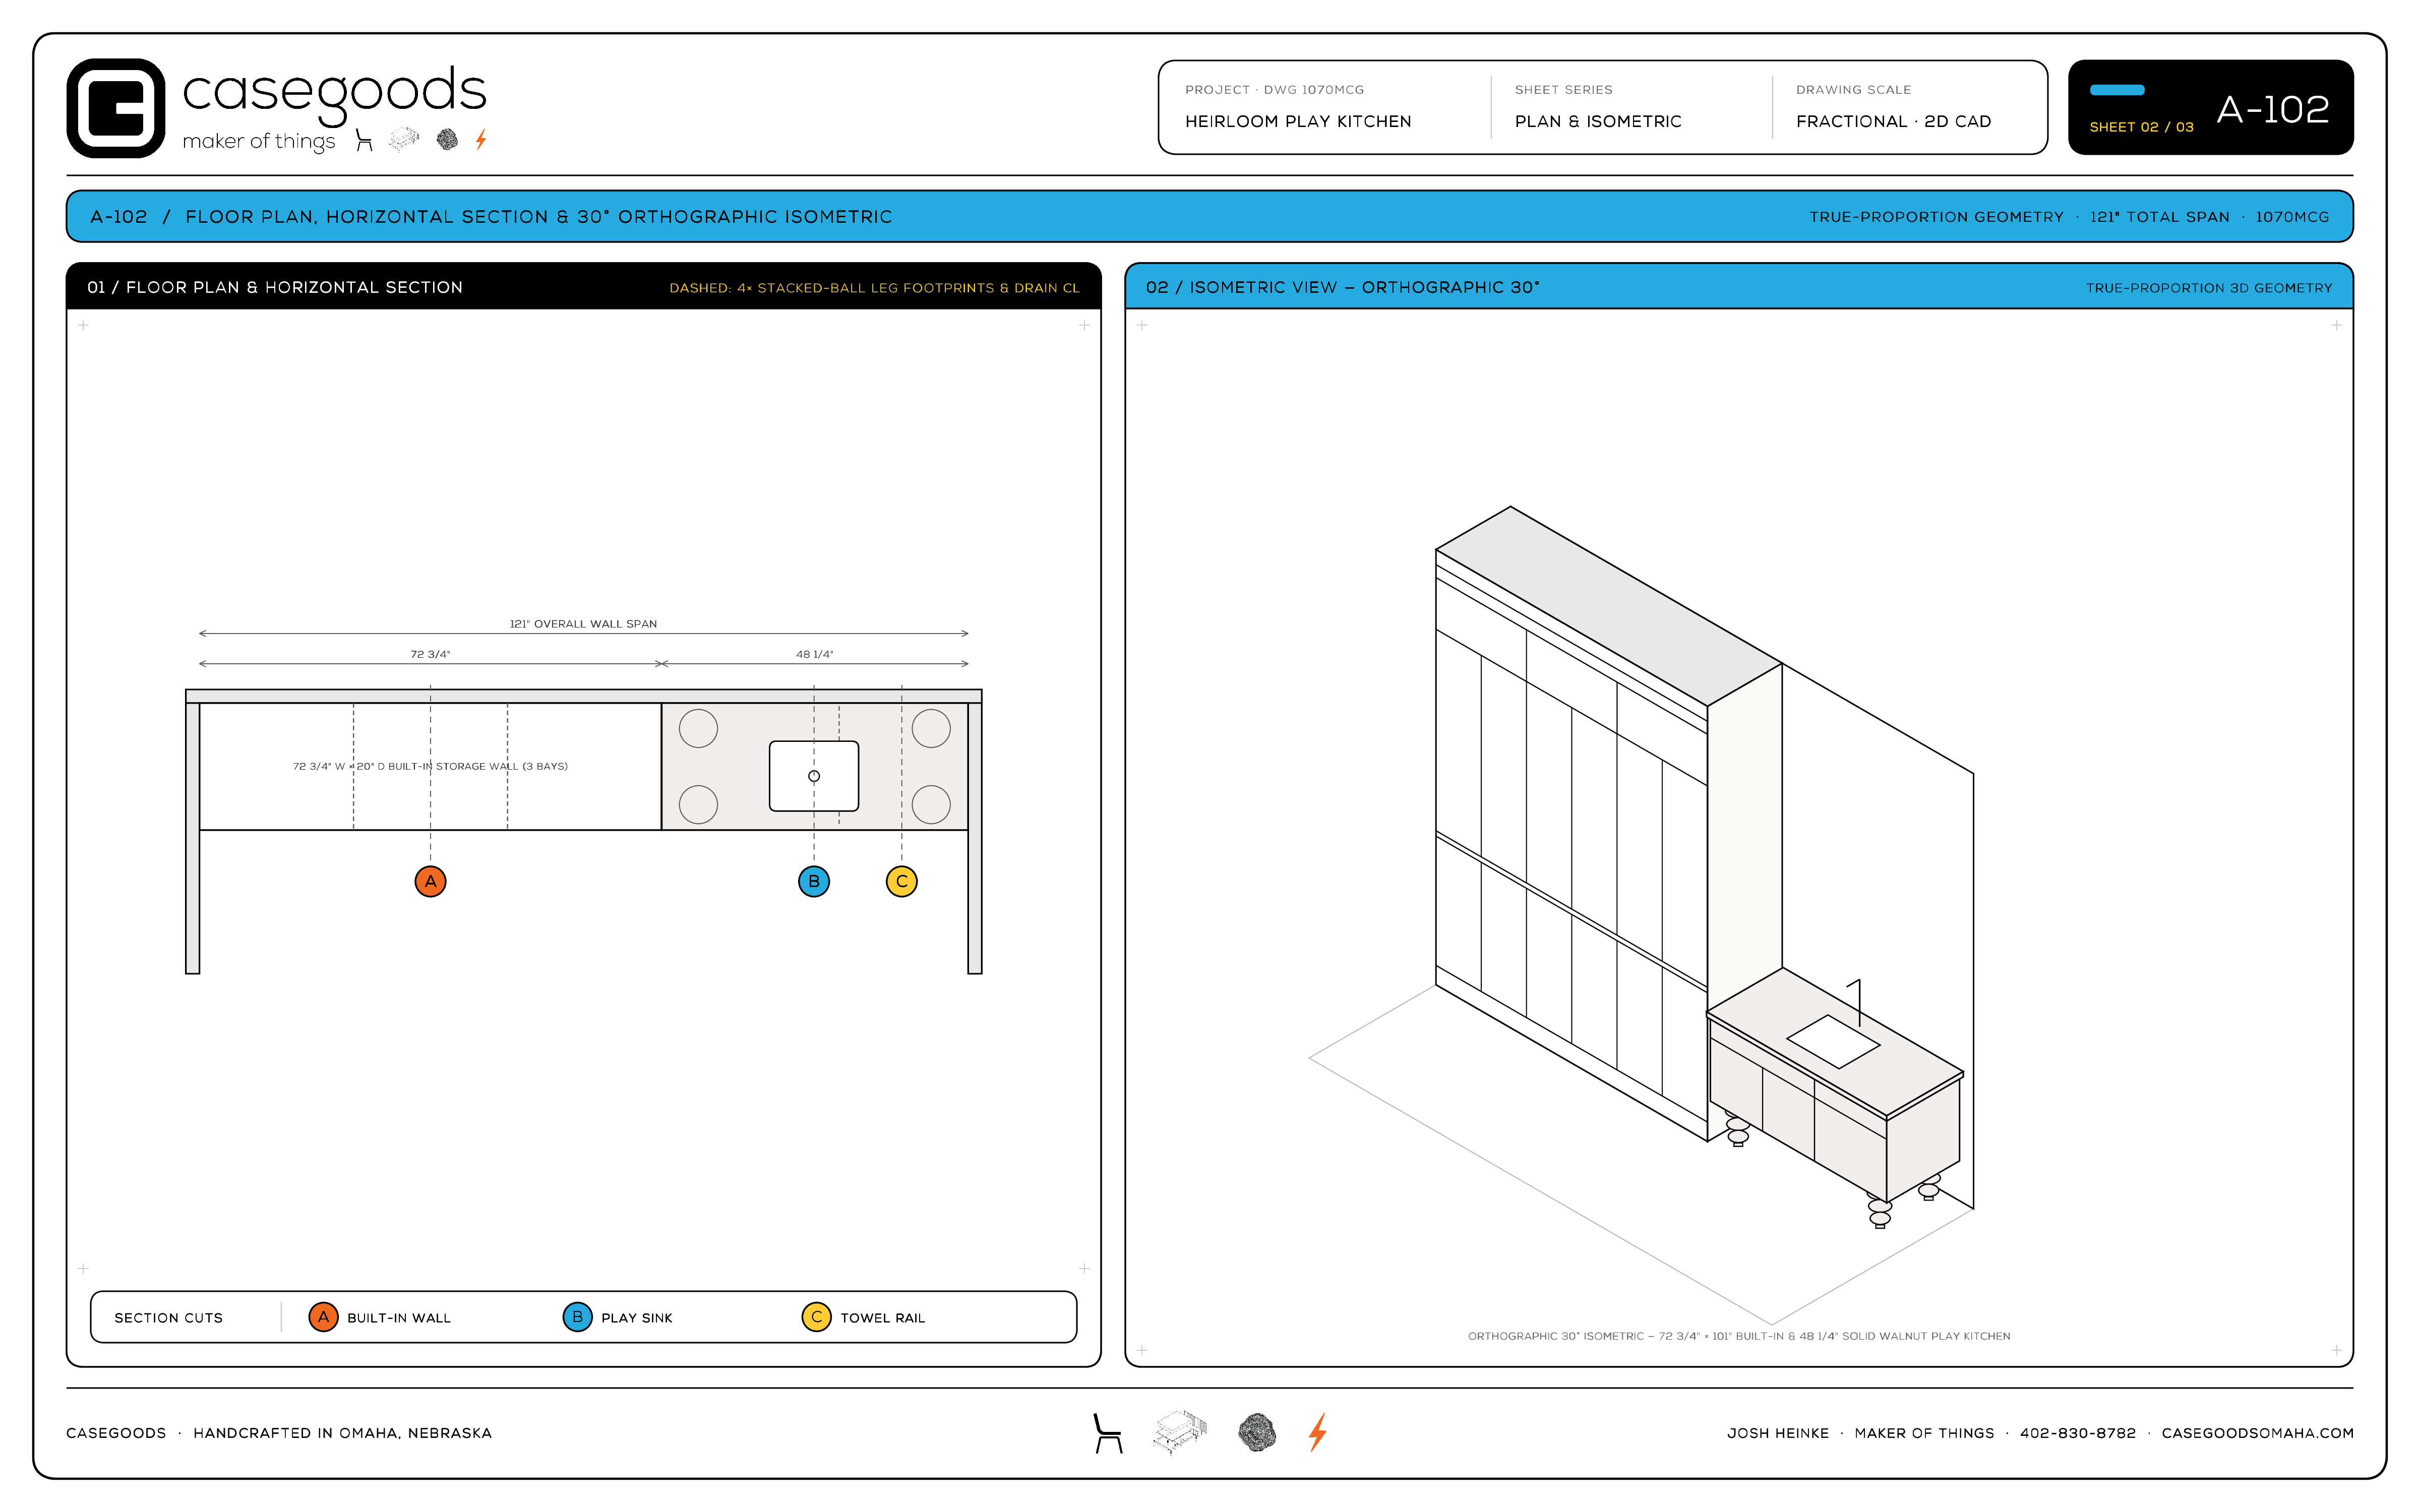 casegoods
maker of things
PROJECT · DWG 1070MCG
HEIRLOOM PLAY KITCHEN
SHEET SERIES
PLAN & ISOMETRIC
DRAWING SCALE
FRACTIONAL · 2D CAD
SHEET 02 / 03
A-102
A-102 / FLOOR PLAN, HORIZONTAL SECTION & 30° ORTHOGRAPHIC ISOMETRIC
TRUE-PROPORTION GEOMETRY · 121" TOTAL SPAN · 1070MCG
01 / FLOOR PLAN & HORIZONTAL SECTION
DASHED: 4× STACKED-BALL LEG FOOTPRINTS & DRAIN CL
121" OVERALL WALL SPAN
72 3/4"
48 1/4"
72 3/4" W × 20" D BUILT-IN STORAGE WALL (3 BAYS)
A
B
C
SECTION CUTS
A BUILT-IN WALL
B PLAY SINK
C TOWEL RAIL
02 / ISOMETRIC VIEW – ORTHOGRAPHIC 30°
TRUE-PROPORTION 3D GEOMETRY
ORTHOGRAPHIC 30° ISOMETRIC – 72 3/4" × 101" BUILT-IN & 48 1/4" SOLID WALNUT PLAY KITCHEN
CASEGOODS · HANDCRAFTED IN OMAHA, NEBRASKA
JOSH HEINKE · MAKER OF THINGS · 402-830-8782 · CASEGOODSOMAHA.COM